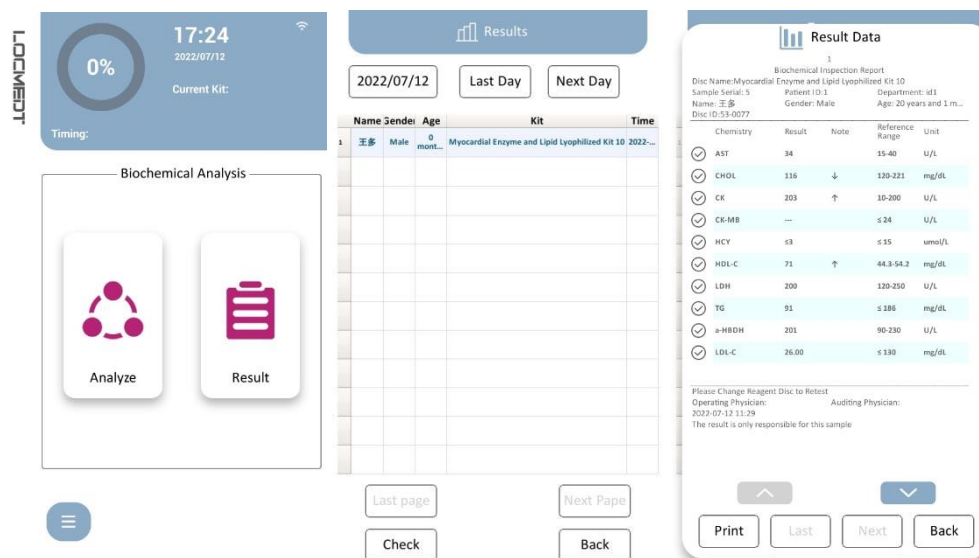 LOCMEDT
0%
17:24
2022/07/12
Current Kit:
Timing:
Biochemical Analysis
Analyze
Result
Results
2022/07/12
Last Day
Next Day
Name Gender Age Kit Time
1 王多 Male 0 mont... Myocardial Enzyme and Lipid Lyophilized Kit 10 2022-...
Last page
Next Pape
Check
Back
Result Data
1
Biochemical Inspection Report
Disc Name:Myocardial Enzyme and Lipid Lyophilized Kit 10
Sample Serial: 5 Patient ID:1 Department: id1
Name: 王多 Gender: Male Age: 20 years and 1 m...
Disc ID:53-0077
Chemistry Result Note Reference Range Unit
AST 34 15-40 U/L
CHOL 116 ↓ 120-221 mg/dL
CK 203 ↑ 10-200 U/L
CK-MB --- ≤ 24 U/L
HCY ≤3 ≤ 15 umol/L
HDL-C 71 ↑ 44.3-54.2 mg/dL
LDH 200 120-250 U/L
TG 91 ≤ 186 mg/dL
a-HBDH 201 90-230 U/L
LDL-C 26.00 ≤ 130 mg/dL
Please Change Reagent Disc to Retest
Operating Physician: Auditing Physician:
2022-07-12 11:29
The result is only responsible for this sample
Print
Last
Next
Back